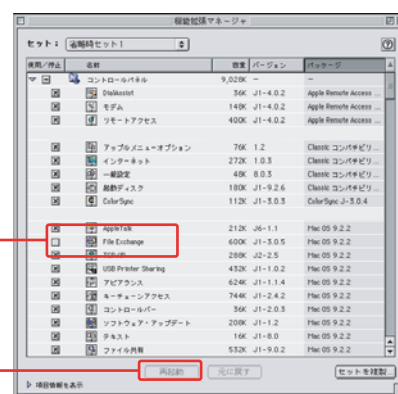 機能拡張マネージャ
セット： 省略時セット 1
使用/停止 名前 容量 バージョン パッケージ
コントロールパネル 9,028K - -
DialAssist 36K J1-4.0.2 Apple Remote Access ...
モデム 148K J1-4.0.2 Apple Remote Access ...
リモートアクセス 400K J1-4.0.2 Apple Remote Access ...
アップルメニューオプション 76K 1.2 Classic コンパチビリ...
インターネット 272K 1.0.3 Classic コンパチビリ...
一般設定 48K 8.0.3 Classic コンパチビリ...
起動ディスク 180K J1-9.2.6 Classic コンパチビリ...
ColorSync 112K J1-3.0.3 ColorSync J-3.0.4
AppleTalk 212K J6-1.1 Mac OS 9.2.2
File Exchange 600K J1-3.0.5 Mac OS 9.2.2
TCP/IP 288K J2-2.5 Mac OS 9.2.2
USB Printer Sharing 432K J1-1.0.2 Mac OS 9.2.2
アピアランス 624K J1-1.1.4 Mac OS 9.2.2
キーチェーンアクセス 744K J1-2.4.2 Mac OS 9.2.2
コントロールバー 36K J1-2.0.3 Mac OS 9.2.2
ソフトウェア・アップデート 208K J1-1.2 Mac OS 9.2.2
テキスト 16K J1-8.0 Mac OS 9.2.2
ファイル共有 532K J1-9.0.2 Mac OS 9.2.2
再起動 元に戻す セットを複製...
項目情報を表示